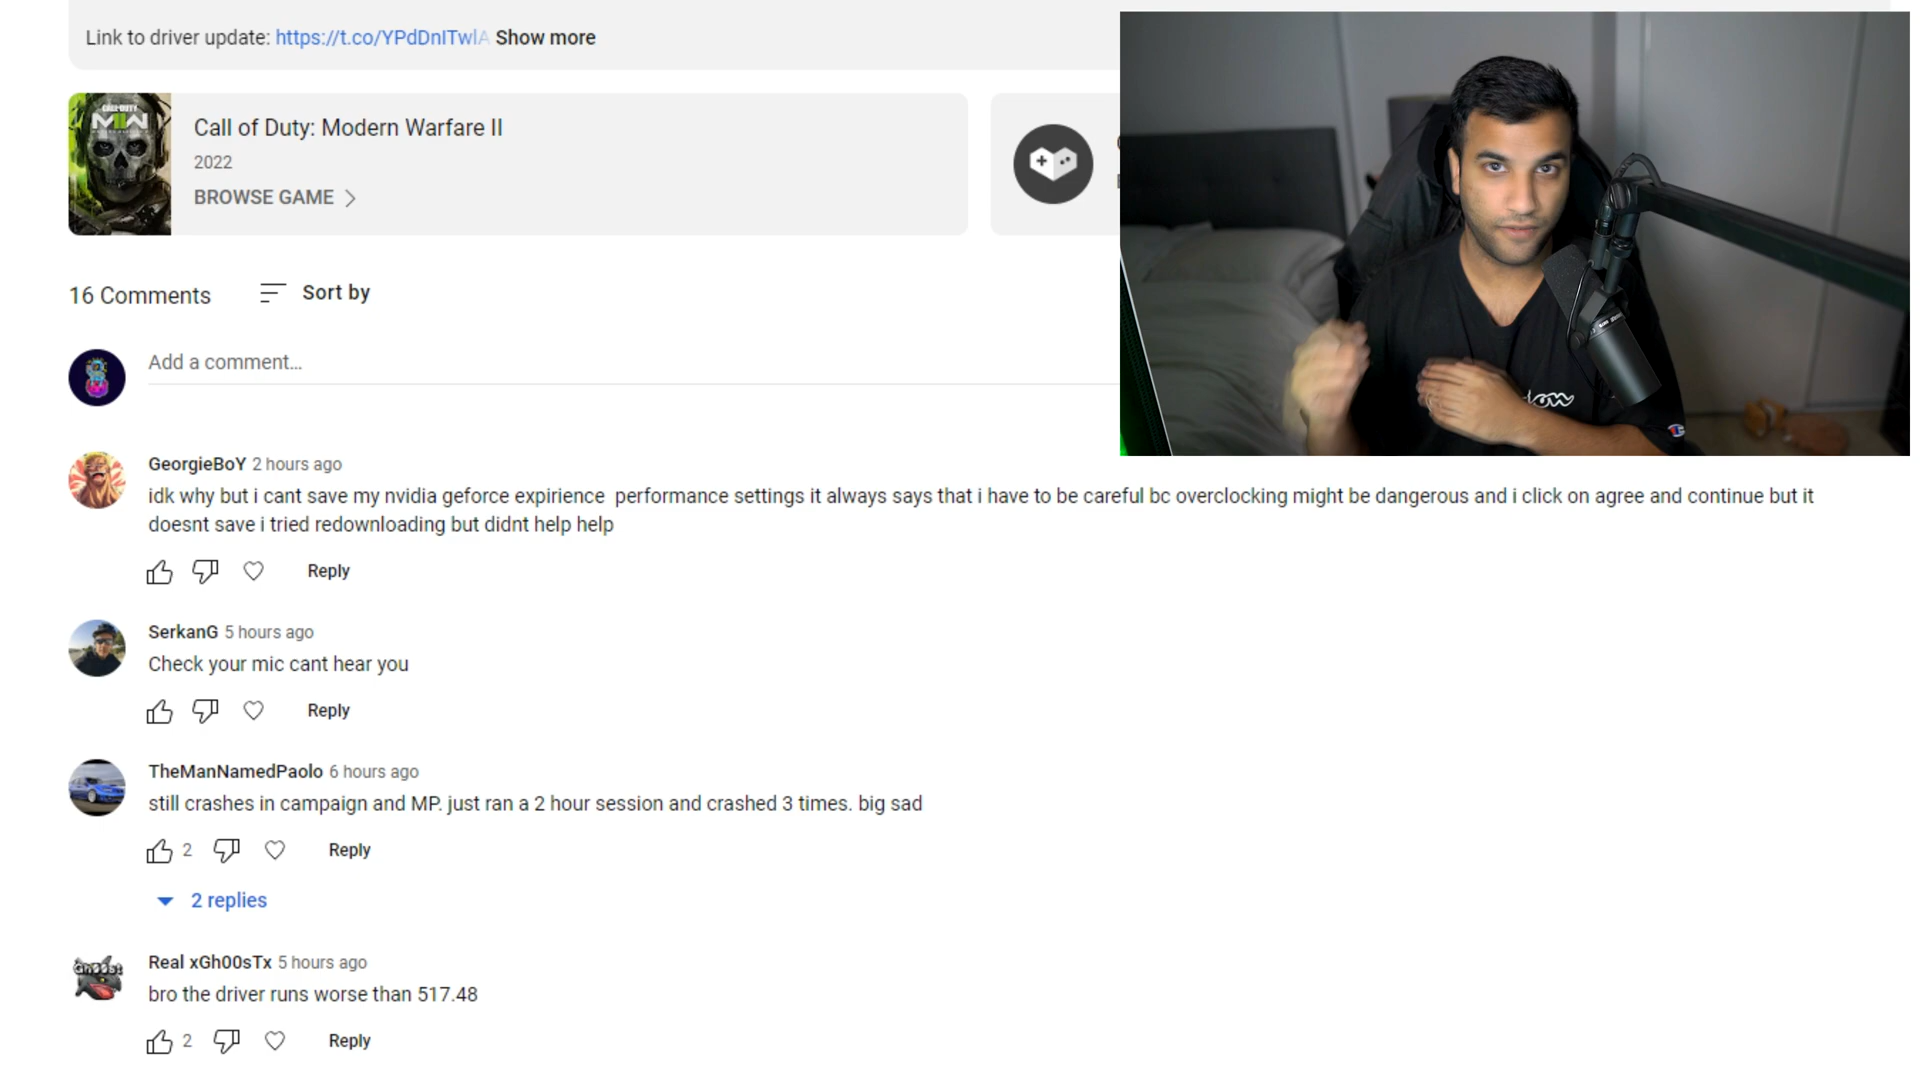 Link to driver update: https://t.co/YPdDnITwlA Show more
CALL OF DUTY
MWII
Call of Duty: Modern Warfare II
2022
BROWSE GAME
16 Comments
Sort by
Add a comment...
GeorgieBoY 2 hours ago
idk why but i cant save my nvidia geforce expirience performance settings it always says that i have to be careful bc overclocking might be dangerous and i click on agree and continue but it
doesnt save i tried redownloading but didnt help help
Reply
SerkanG 5 hours ago
Check your mic cant hear you
Reply
TheManNamedPaolo 6 hours ago
still crashes in campaign and MP. just ran a 2 hour session and crashed 3 times. big sad
2 Reply
2 replies
Real xGh00sTx 5 hours ago
bro the driver runs worse than 517.48
2 Reply